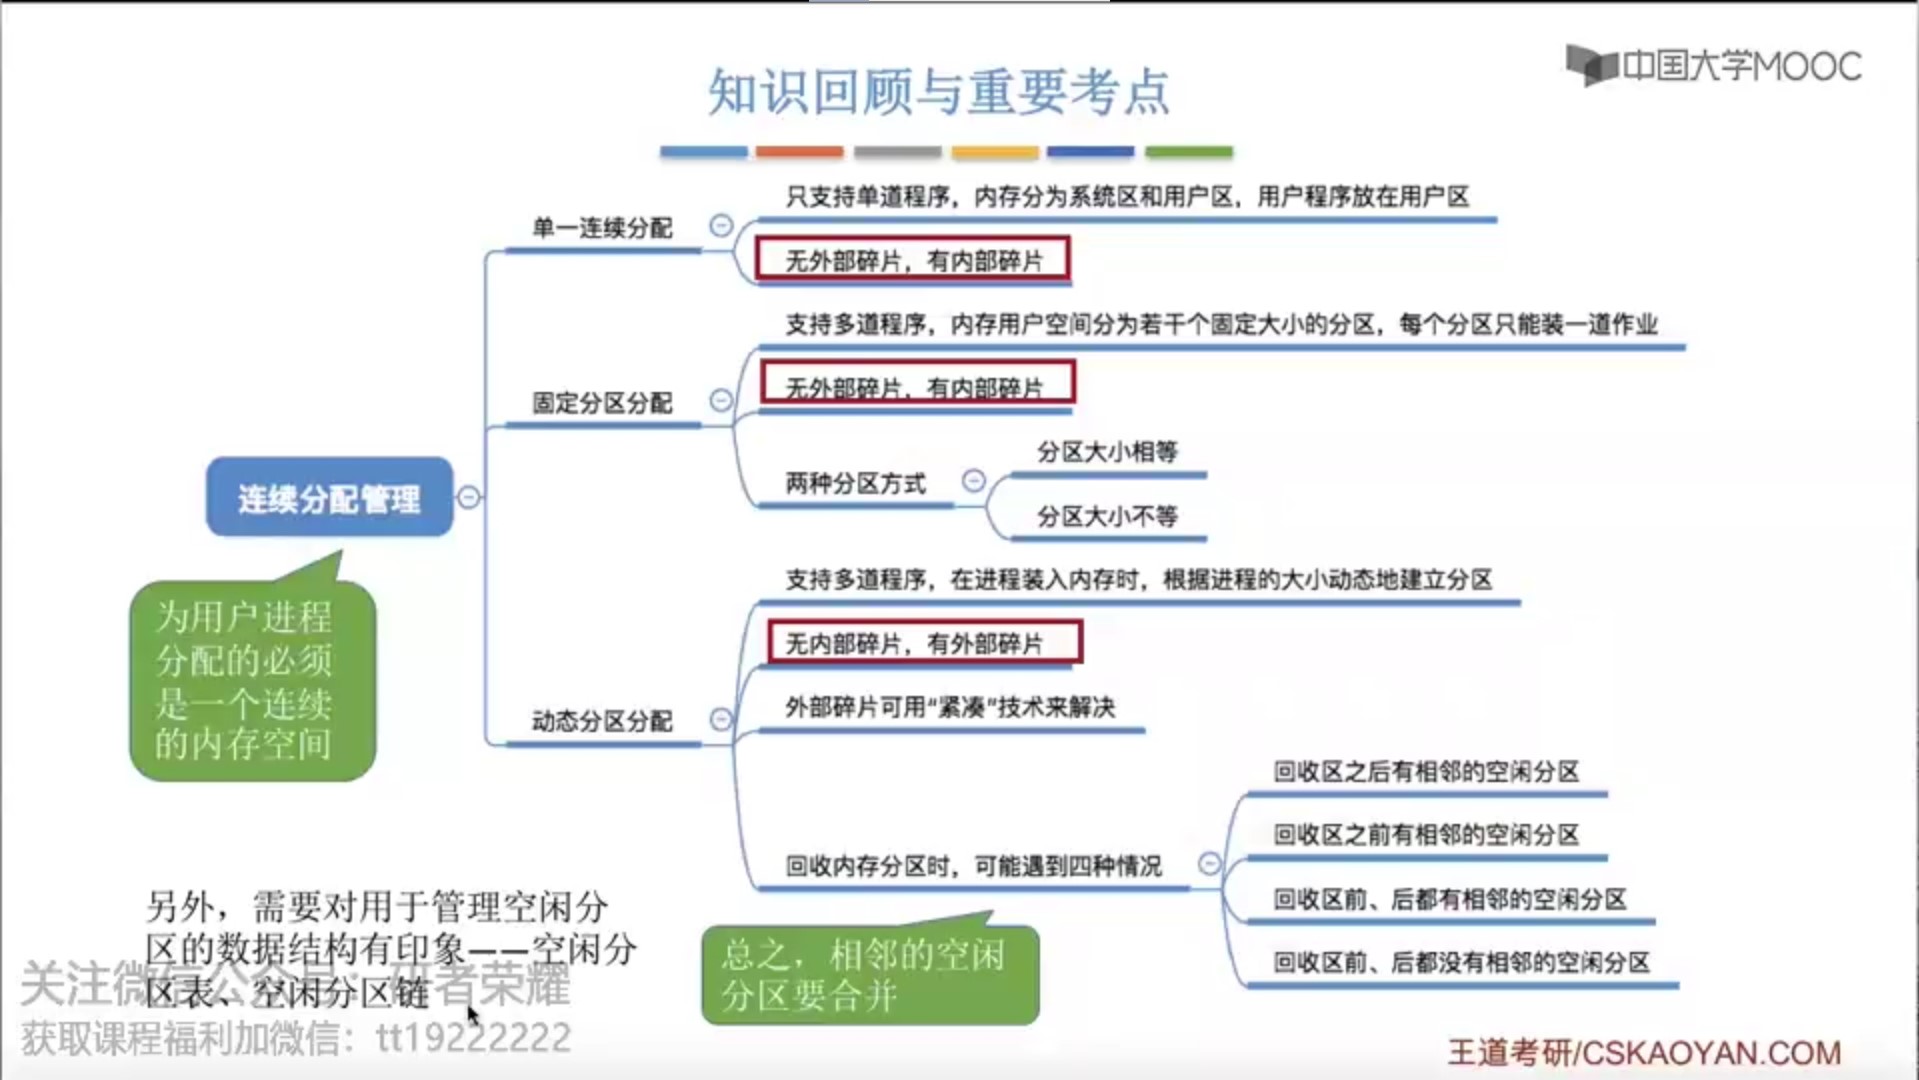 中国大学MOOC
知识回顾与重要考点
只支持单道程序，内存分为系统区和用户区，用户程序放在用户区
单一连续分配
无外部碎片，有内部碎片
支持多道程序，内存用户空间分为若干个固定大小的分区，每个分区只能装一道作业
固定分区分配
无外部碎片，有内部碎片
两种分区方式
分区大小相等
分区大小不等
连续分配管理
为用户进程
分配的必须
是一个连续
的内存空间
支持多道程序，在进程装入内存时，根据进程的大小动态地建立分区
无内部碎片，有外部碎片
动态分区分配
外部碎片可用“紧凑”技术来解决
回收内存分区时，可能遇到四种情况
回收区之后有相邻的空闲分区
回收区之前有相邻的空闲分区
回收区前、后都有相邻的空闲分区
回收区前、后都没有相邻的空闲分区
总之，相邻的空闲
分区要合并
另外，需要对用于管理空闲分
区的数据结构有印象——空闲分
区表、空闲分区链
关注微信公众号：研者荣耀
获取课程福利加微信：tt19222222
王道考研/CSKAOYAN.COM